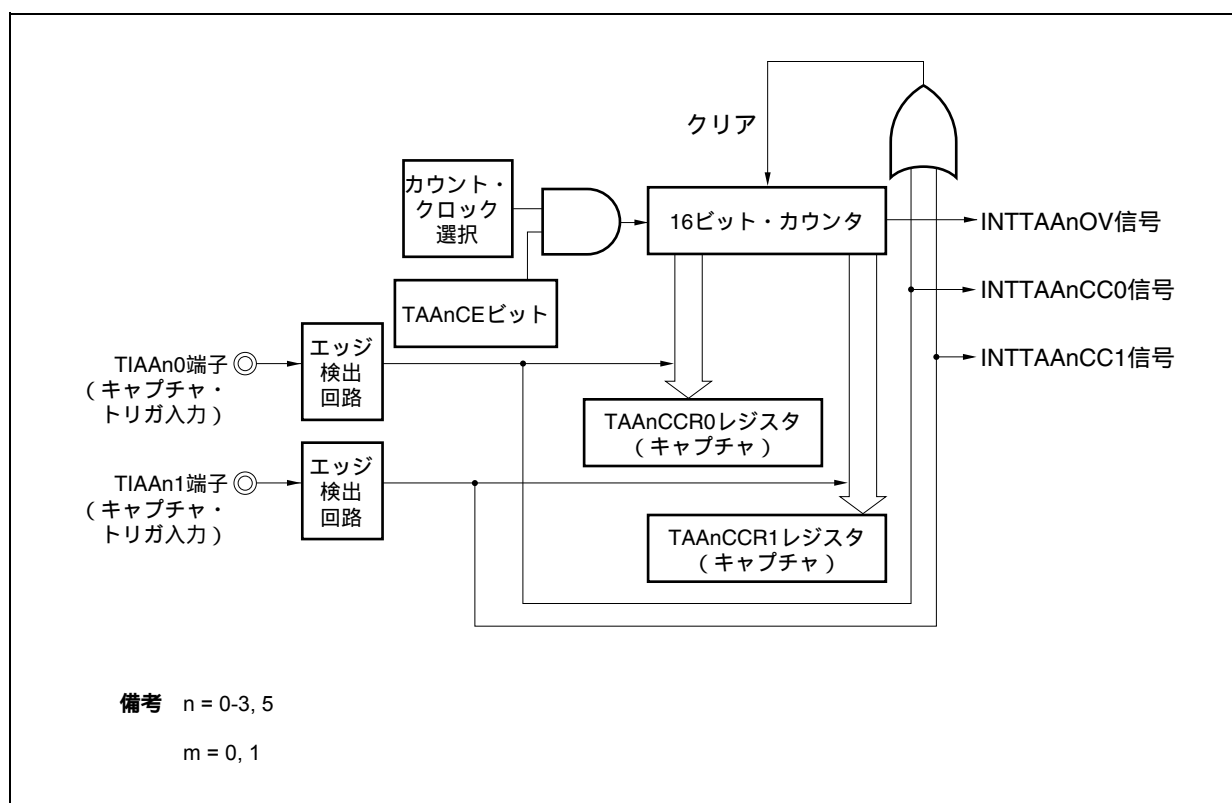 クリア
カウント・
クロック
選択
16ビット・カウンタ
INTTAAnOV信号
TAAnCEビット
INTTAAnCC0信号
INTTAAnCC1信号
TIAAn0端子
(キャプチャ・
トリガ入力)
エッジ
検出
回路
TAAnCCR0レジスタ
(キャプチャ)
TIAAn1端子
(キャプチャ・
トリガ入力)
エッジ
検出
回路
TAAnCCR1レジスタ
(キャプチャ)
備考 n = 0-3, 5
m = 0, 1